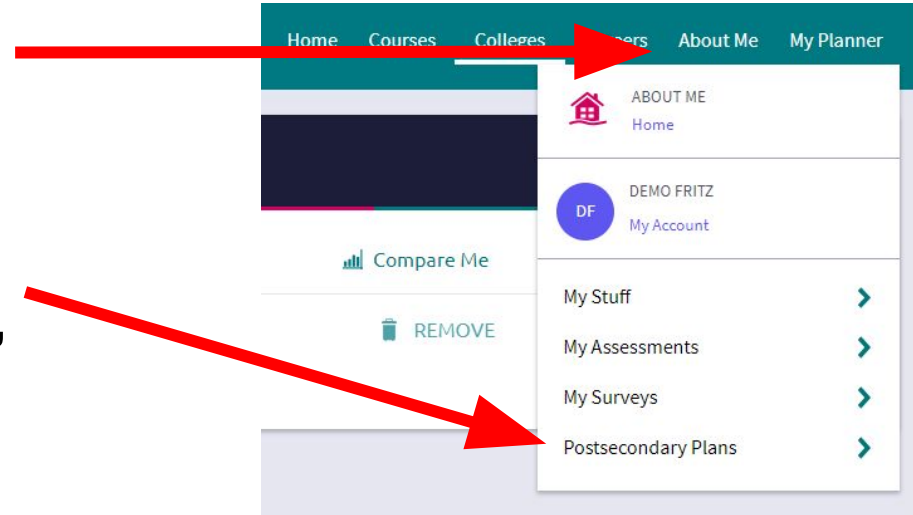 Home Courses Colleges About Me My Planner
ABOUT ME
Home
DF
DEMO FRITZ
My Account
Compare Me
REMOVE
My Stuff
My Assessments
My Surveys
Postsecondary Plans